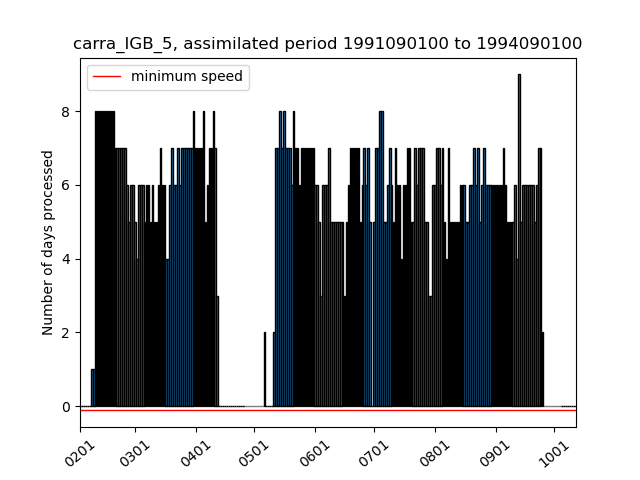 carra_IGB_5, assimilated period 1991090100 to 1994090100
minimum speed
Number of days processed
8
6
4
2
0
0201 0301 0401 0501 0601 0701 0801 0901 1001